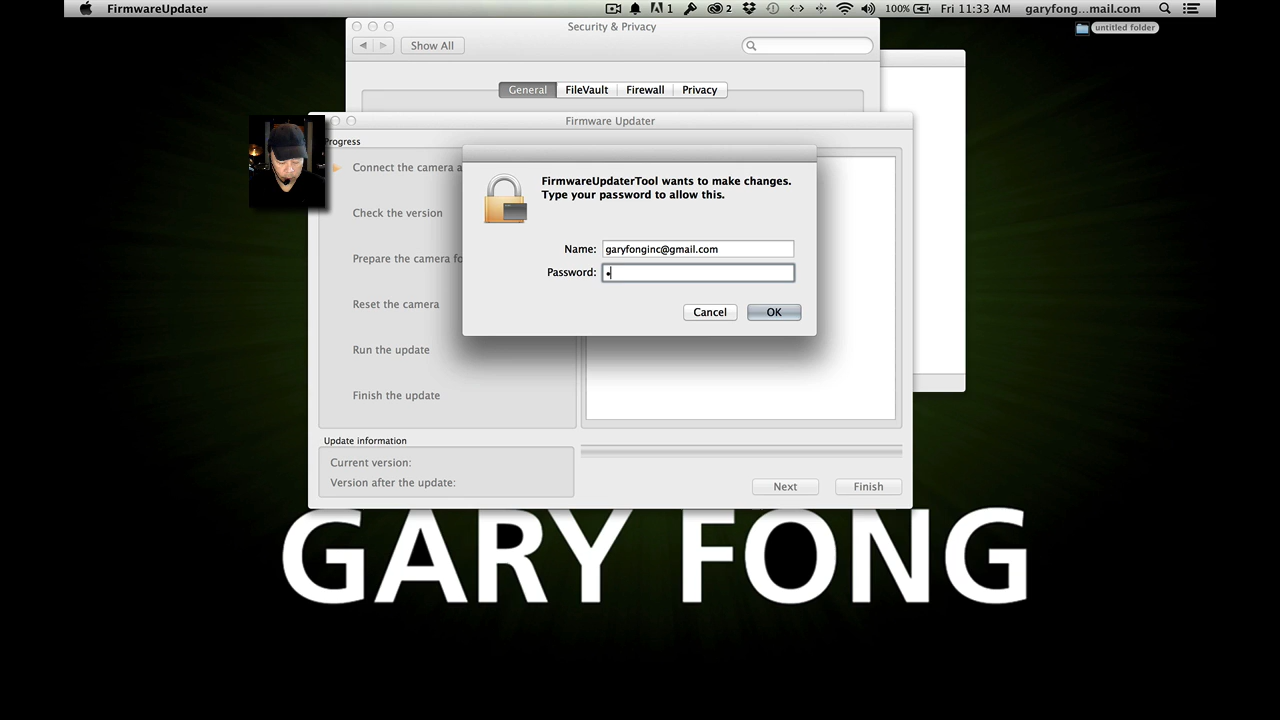 FirmwareUpdater
1
2
100%
Fri 11:33 AM
garyfong...mail.com
untitled folder
Security & Privacy
Show All
General
FileVault
Firewall
Privacy
Firmware Updater
Progress
Connect the camera a
Check the version
Prepare the camera fo
Reset the camera
Run the update
Finish the update
FirmwareUpdaterTool wants to make changes.
Type your password to allow this.
Name: garyfonginc@gmail.com
Password: •
Cancel
OK
Update information
Current version:
Version after the update:
Next
Finish
GARY FONG